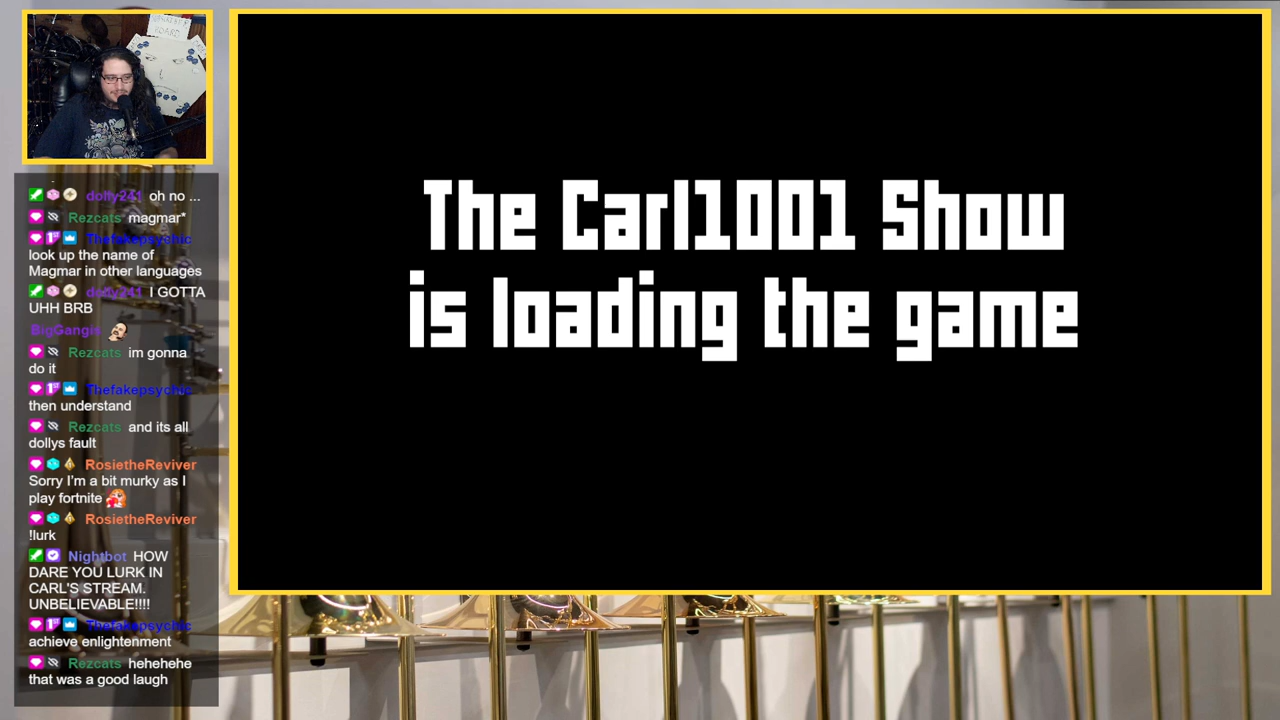 dolly241 oh no ...
Rezcats magmar*
Thefakepsychic
look up the name of
Magmar in other languages
dolly241 I GOTTA
UHH BRB
BigGangis
Rezcats im gonna
do it
Thefakepsychic
then understand
Rezcats and its all
dollys fault
RosietheReviver
Sorry I'm a bit murky as I
play fortnite
RosietheReviver
!lurk
Nightbot HOW
DARE YOU LURK IN
CARL'S STREAM.
UNBELIEVABLE!!!!
Thefakepsychic
achieve enlightenment
Rezcats hehehehe
that was a good laugh
The Carl1001 Show
is loading the game